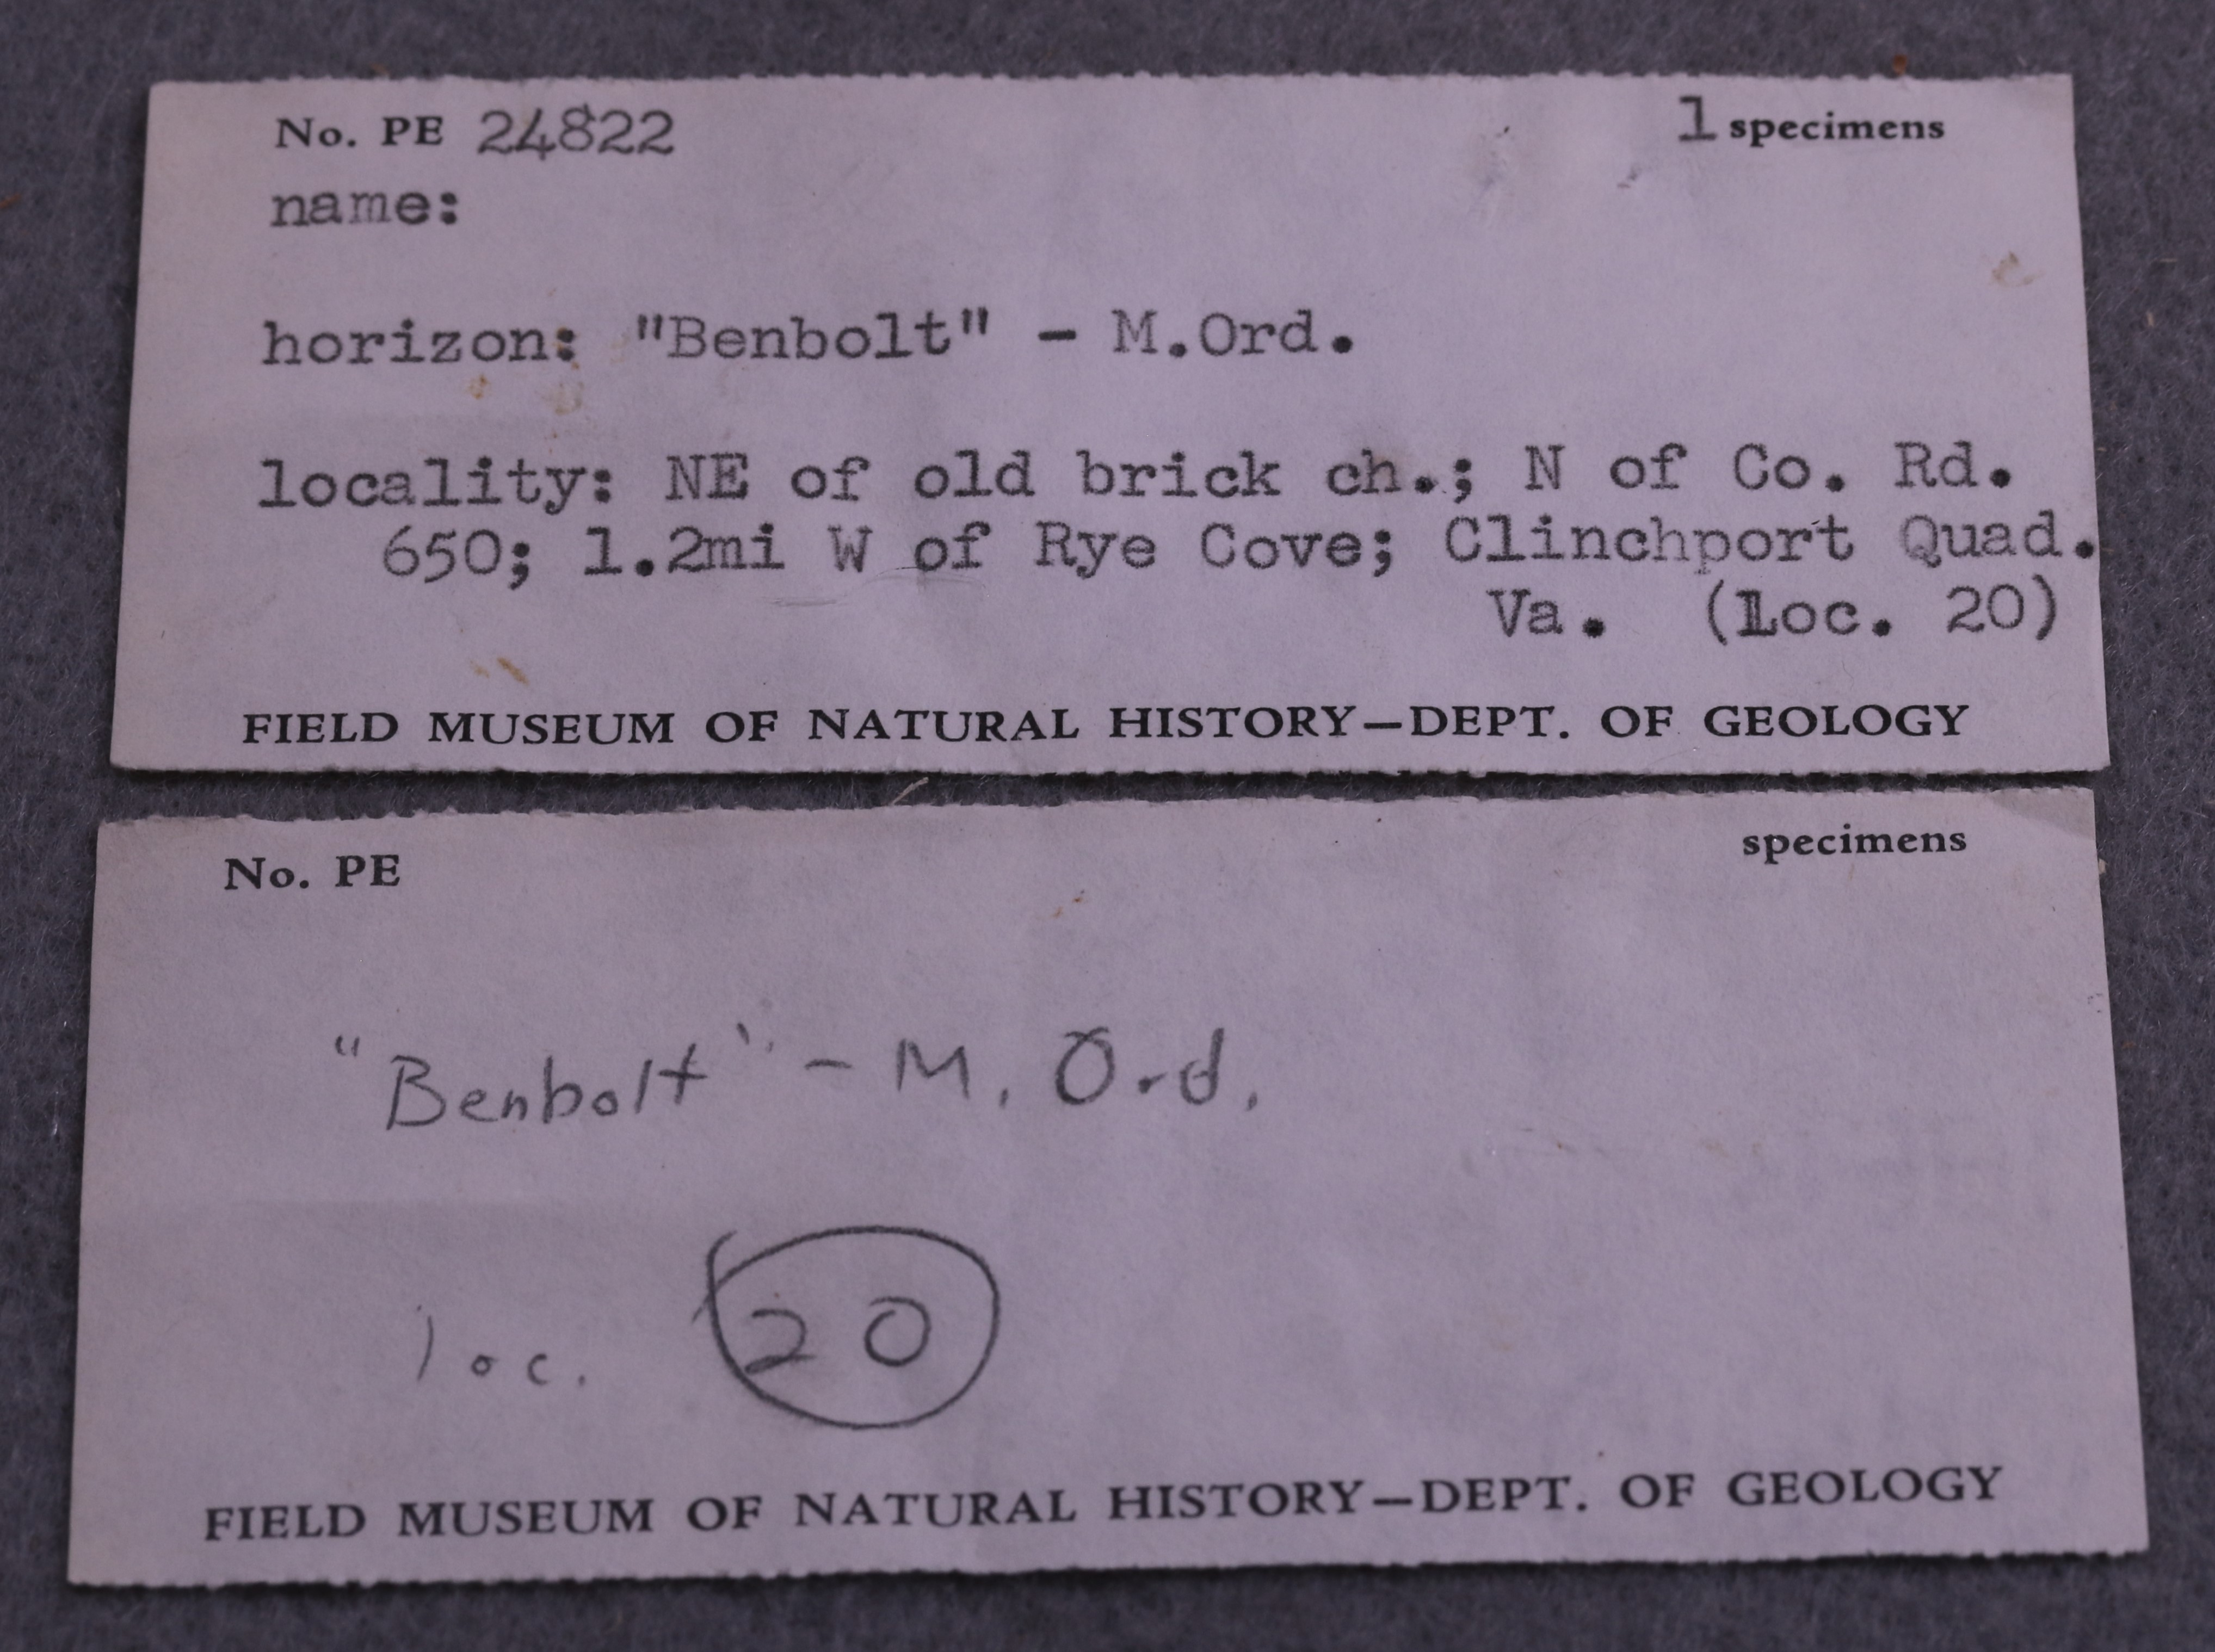 No. PE 24822 1 specimens
name:
horizon: "Benbolt" - M.Ord.
locality: NE of old brick ch.; N of Co. Rd.
650; 1.2mi W of Rye Cove; Clinchport Quad.
Va. (Loc. 20)
FIELD MUSEUM OF NATURAL HISTORY—DEPT. OF GEOLOGY
No. PE specimens
"Benbolt" - M. Ord.
loc. 20
FIELD MUSEUM OF NATURAL HISTORY—DEPT. OF GEOLOGY